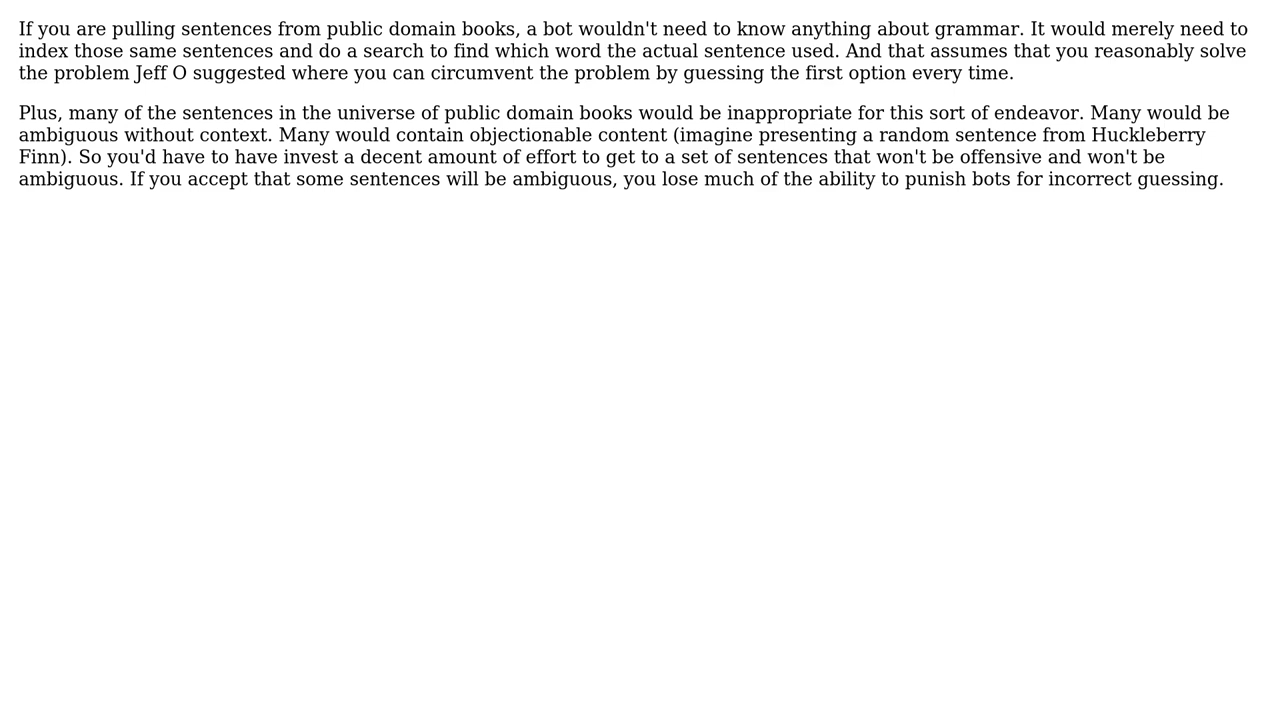 If you are pulling sentences from public domain books, a bot wouldn't need to know anything about grammar. It would merely need to
index those same sentences and do a search to find which word the actual sentence used. And that assumes that you reasonably solve
the problem Jeff O suggested where you can circumvent the problem by guessing the first option every time.
Plus, many of the sentences in the universe of public domain books would be inappropriate for this sort of endeavor. Many would be
ambiguous without context. Many would contain objectionable content (imagine presenting a random sentence from Huckleberry
Finn). So you'd have to have invest a decent amount of effort to get to a set of sentences that won't be offensive and won't be
ambiguous. If you accept that some sentences will be ambiguous, you lose much of the ability to punish bots for incorrect guessing.